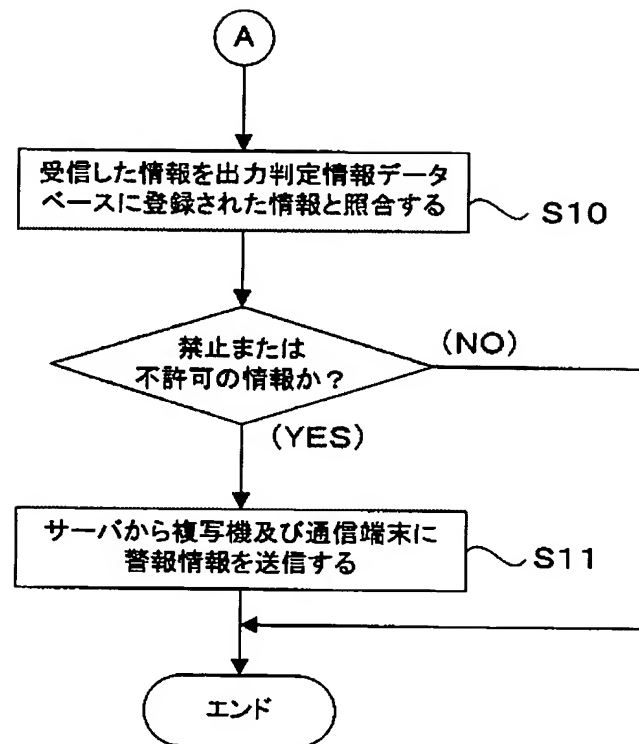 A
受信した情報を出力判定情報データ
ベースに登録された情報と照合する
S10
禁止または
不許可の情報か？
(NO)
(YES)
サーバから複写機及び通信端末に
警報情報を送信する
S11
エンド